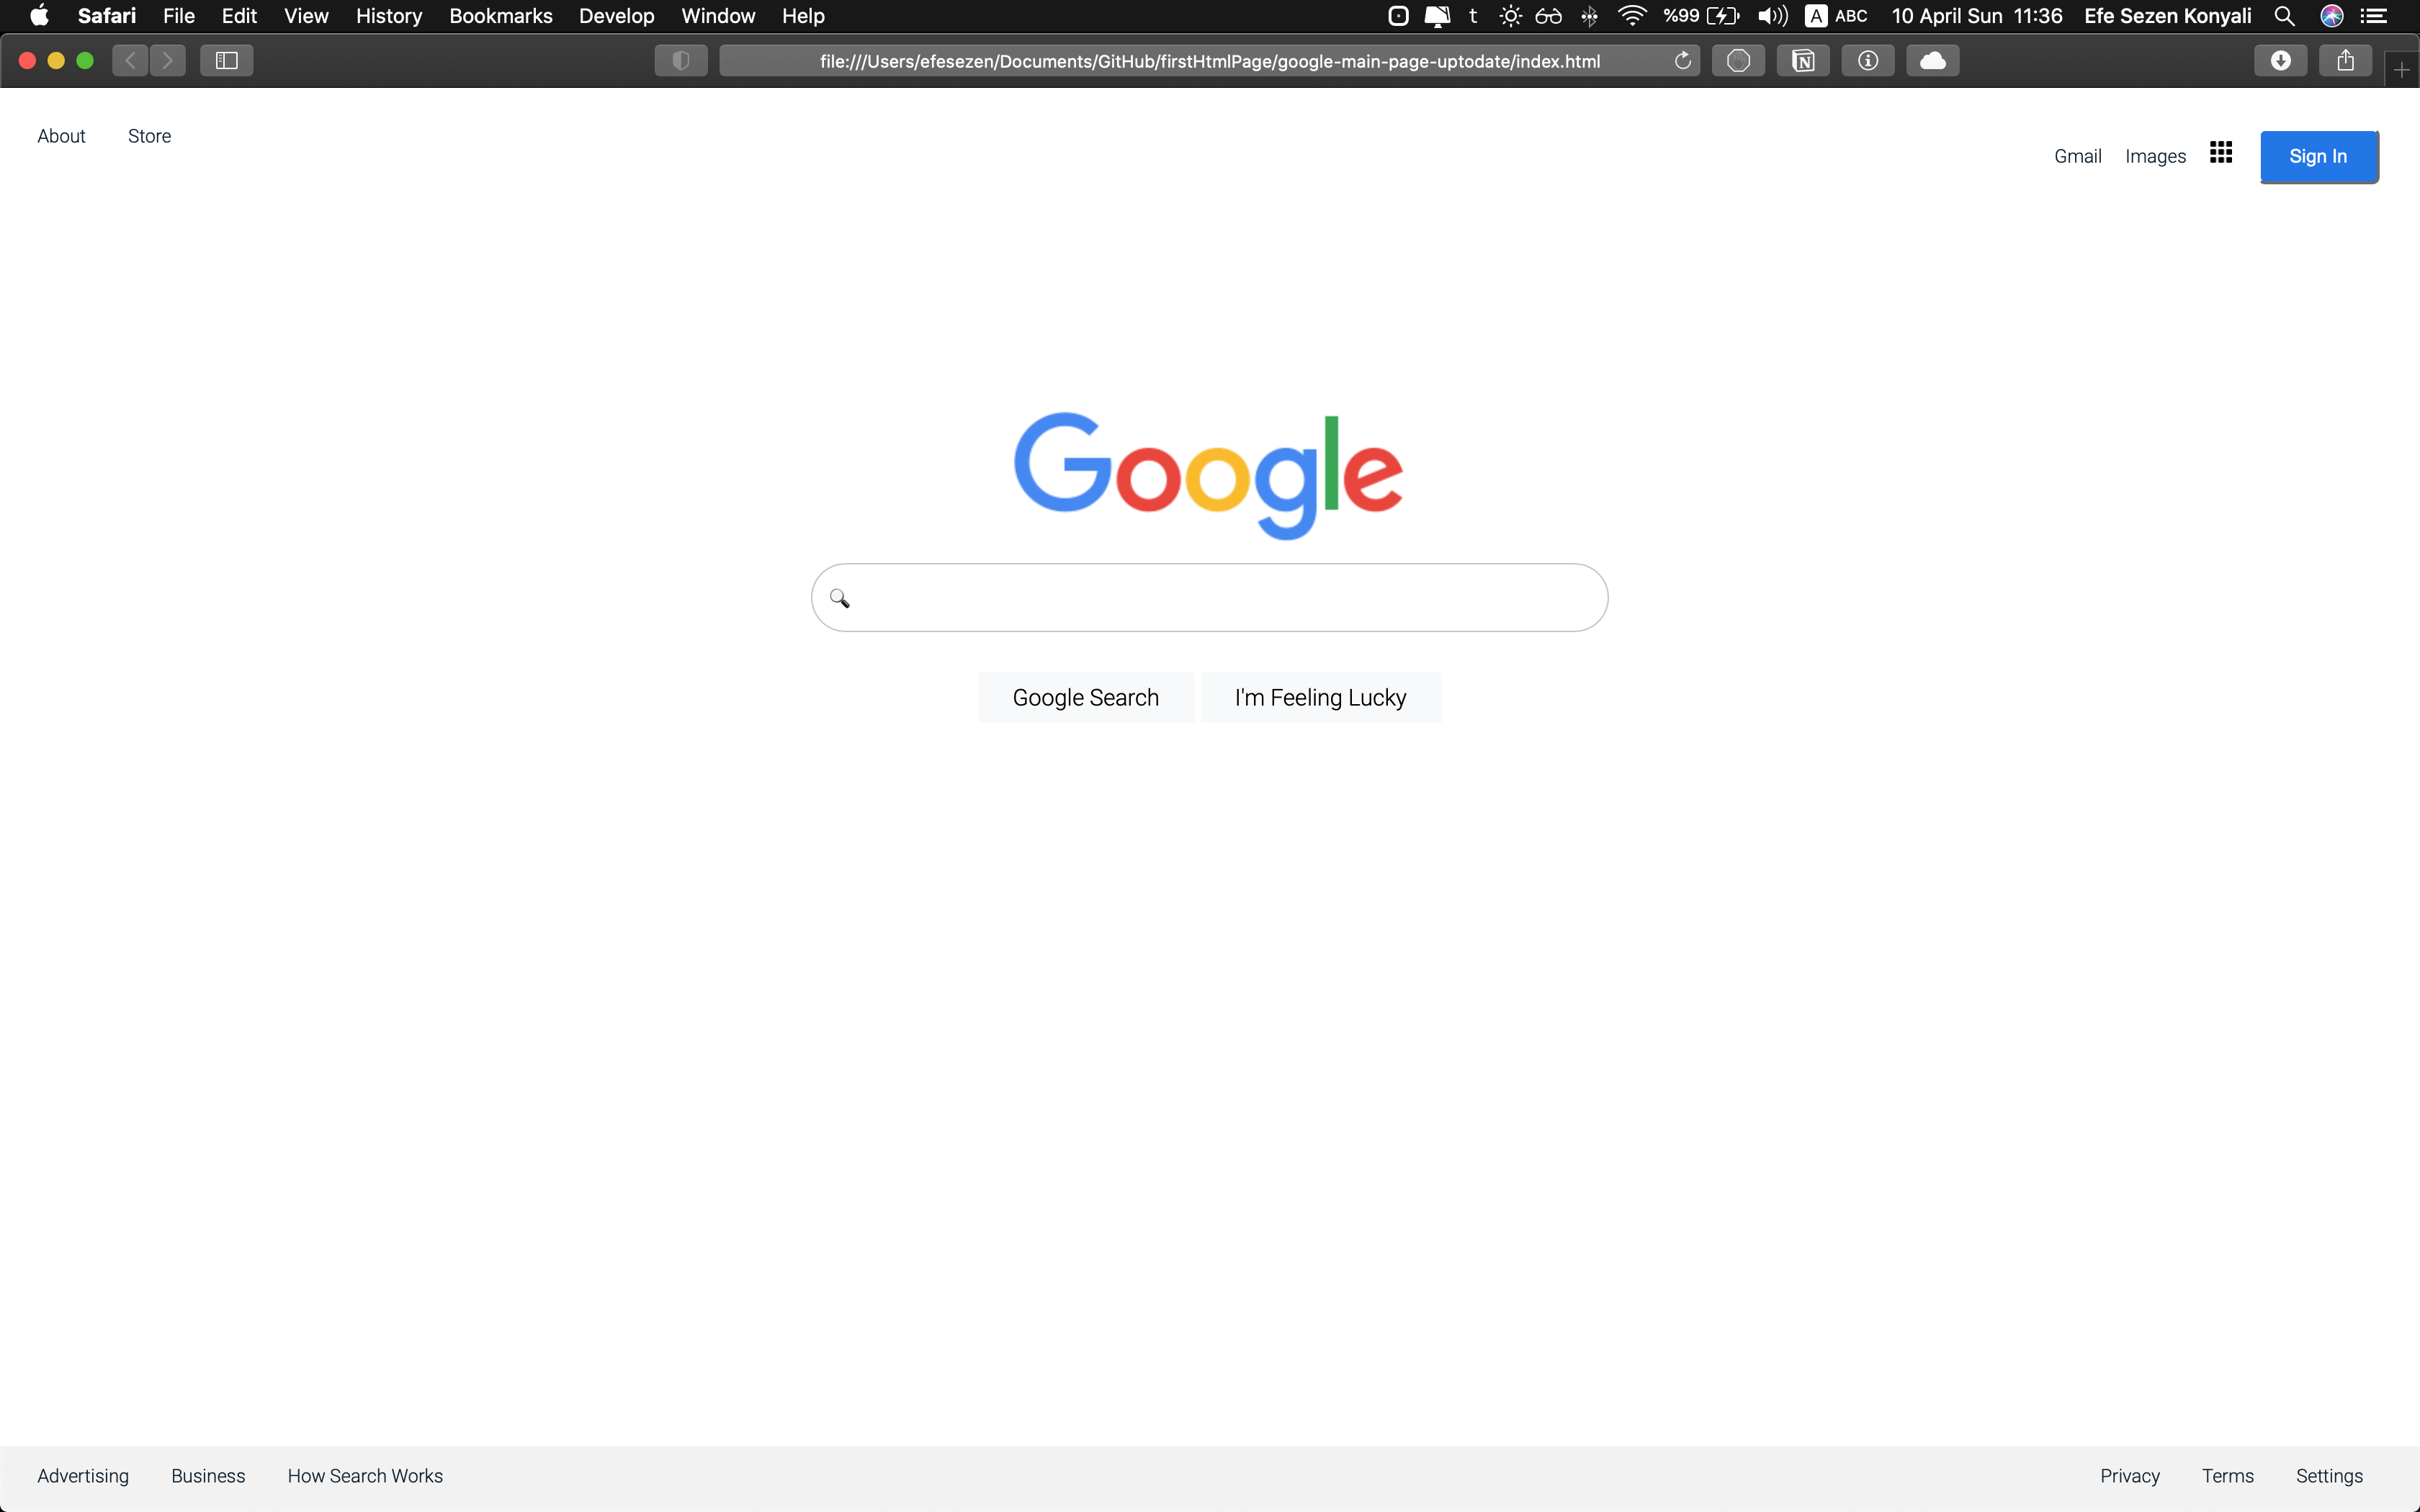 Safari File Edit View History Bookmarks Develop Window Help t %99 A ABC 10 April Sun 11:36 Efe Sezen Konyali
file:///Users/efesezen/Documents/GitHub/firstHtmlPage/google-main-page-uptodate/index.html
About Store
Gmail Images Sign In
Google
Google Search I'm Feeling Lucky
Advertising Business How Search Works Privacy Terms Settings